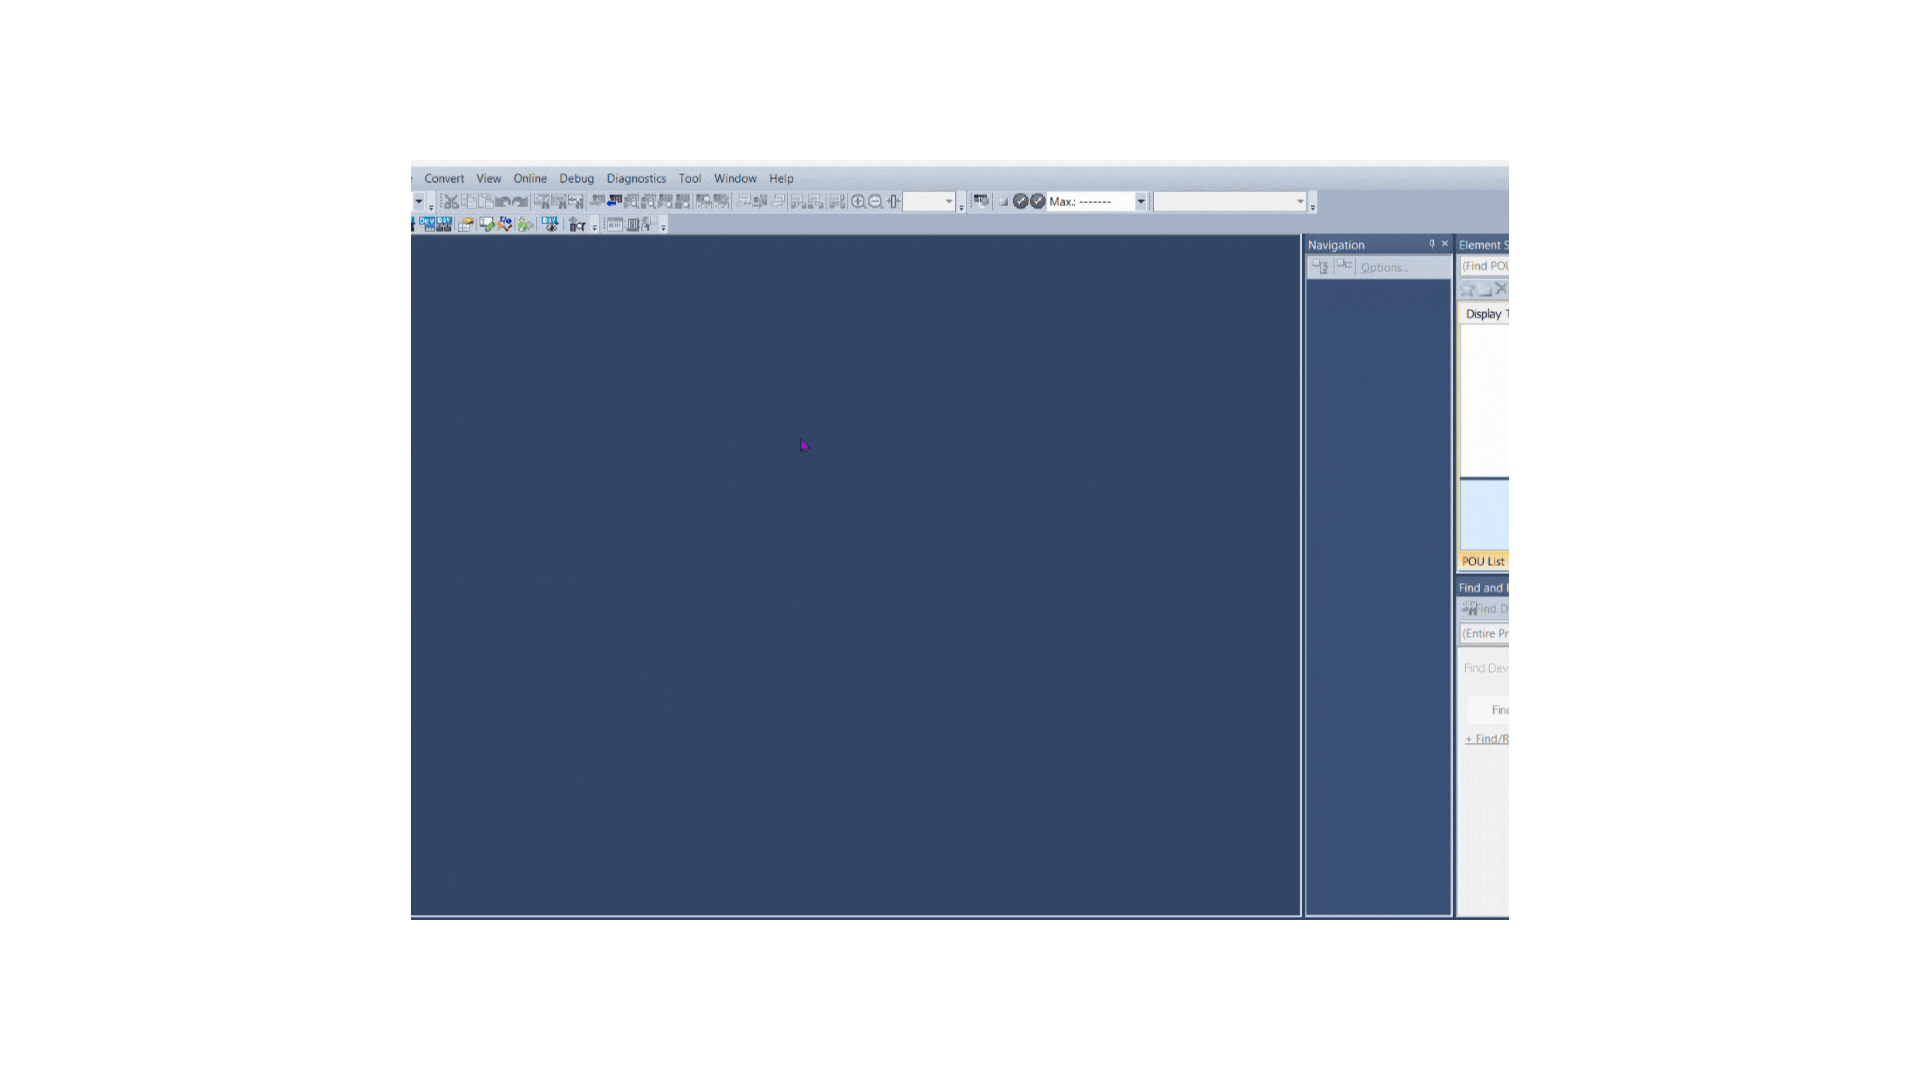 Convert View Online Debug Diagnostics Tool Window Help
Max.: -------
Navigation
Options...
Element S
(Find POU
Display T
POU List
Find and
Find D
(Entire Pr
Find Dev
Find
+ Find/R